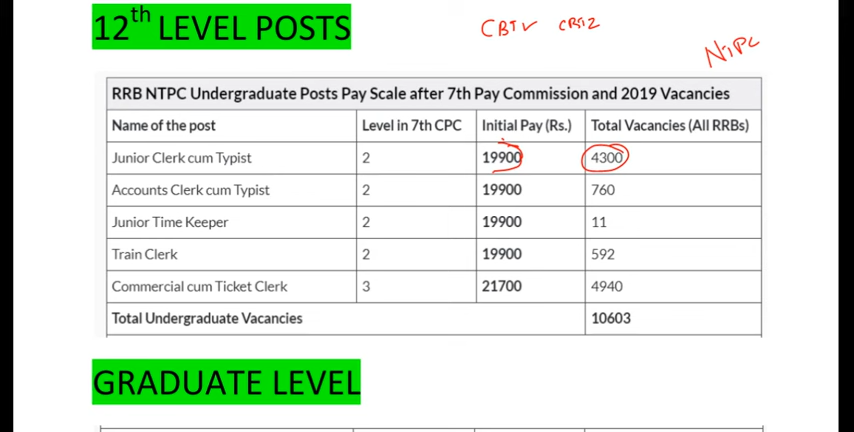 12th LEVEL POSTS
CBT
NTPC
RRB NTPC Undergraduate Posts Pay Scale after 7th Pay Commission and 2019 Vacancies
Name of the post Level in 7th CPC Initial Pay (Rs.) Total Vacancies (All RRBs)
Junior Clerk cum Typist 2 19900 4300
Accounts Clerk cum Typist 2 19900 760
Junior Time Keeper 2 19900 11
Train Clerk 2 19900 592
Commercial cum Ticket Clerk 3 21700 4940
Total Undergraduate Vacancies 10603
GRADUATE LEVEL